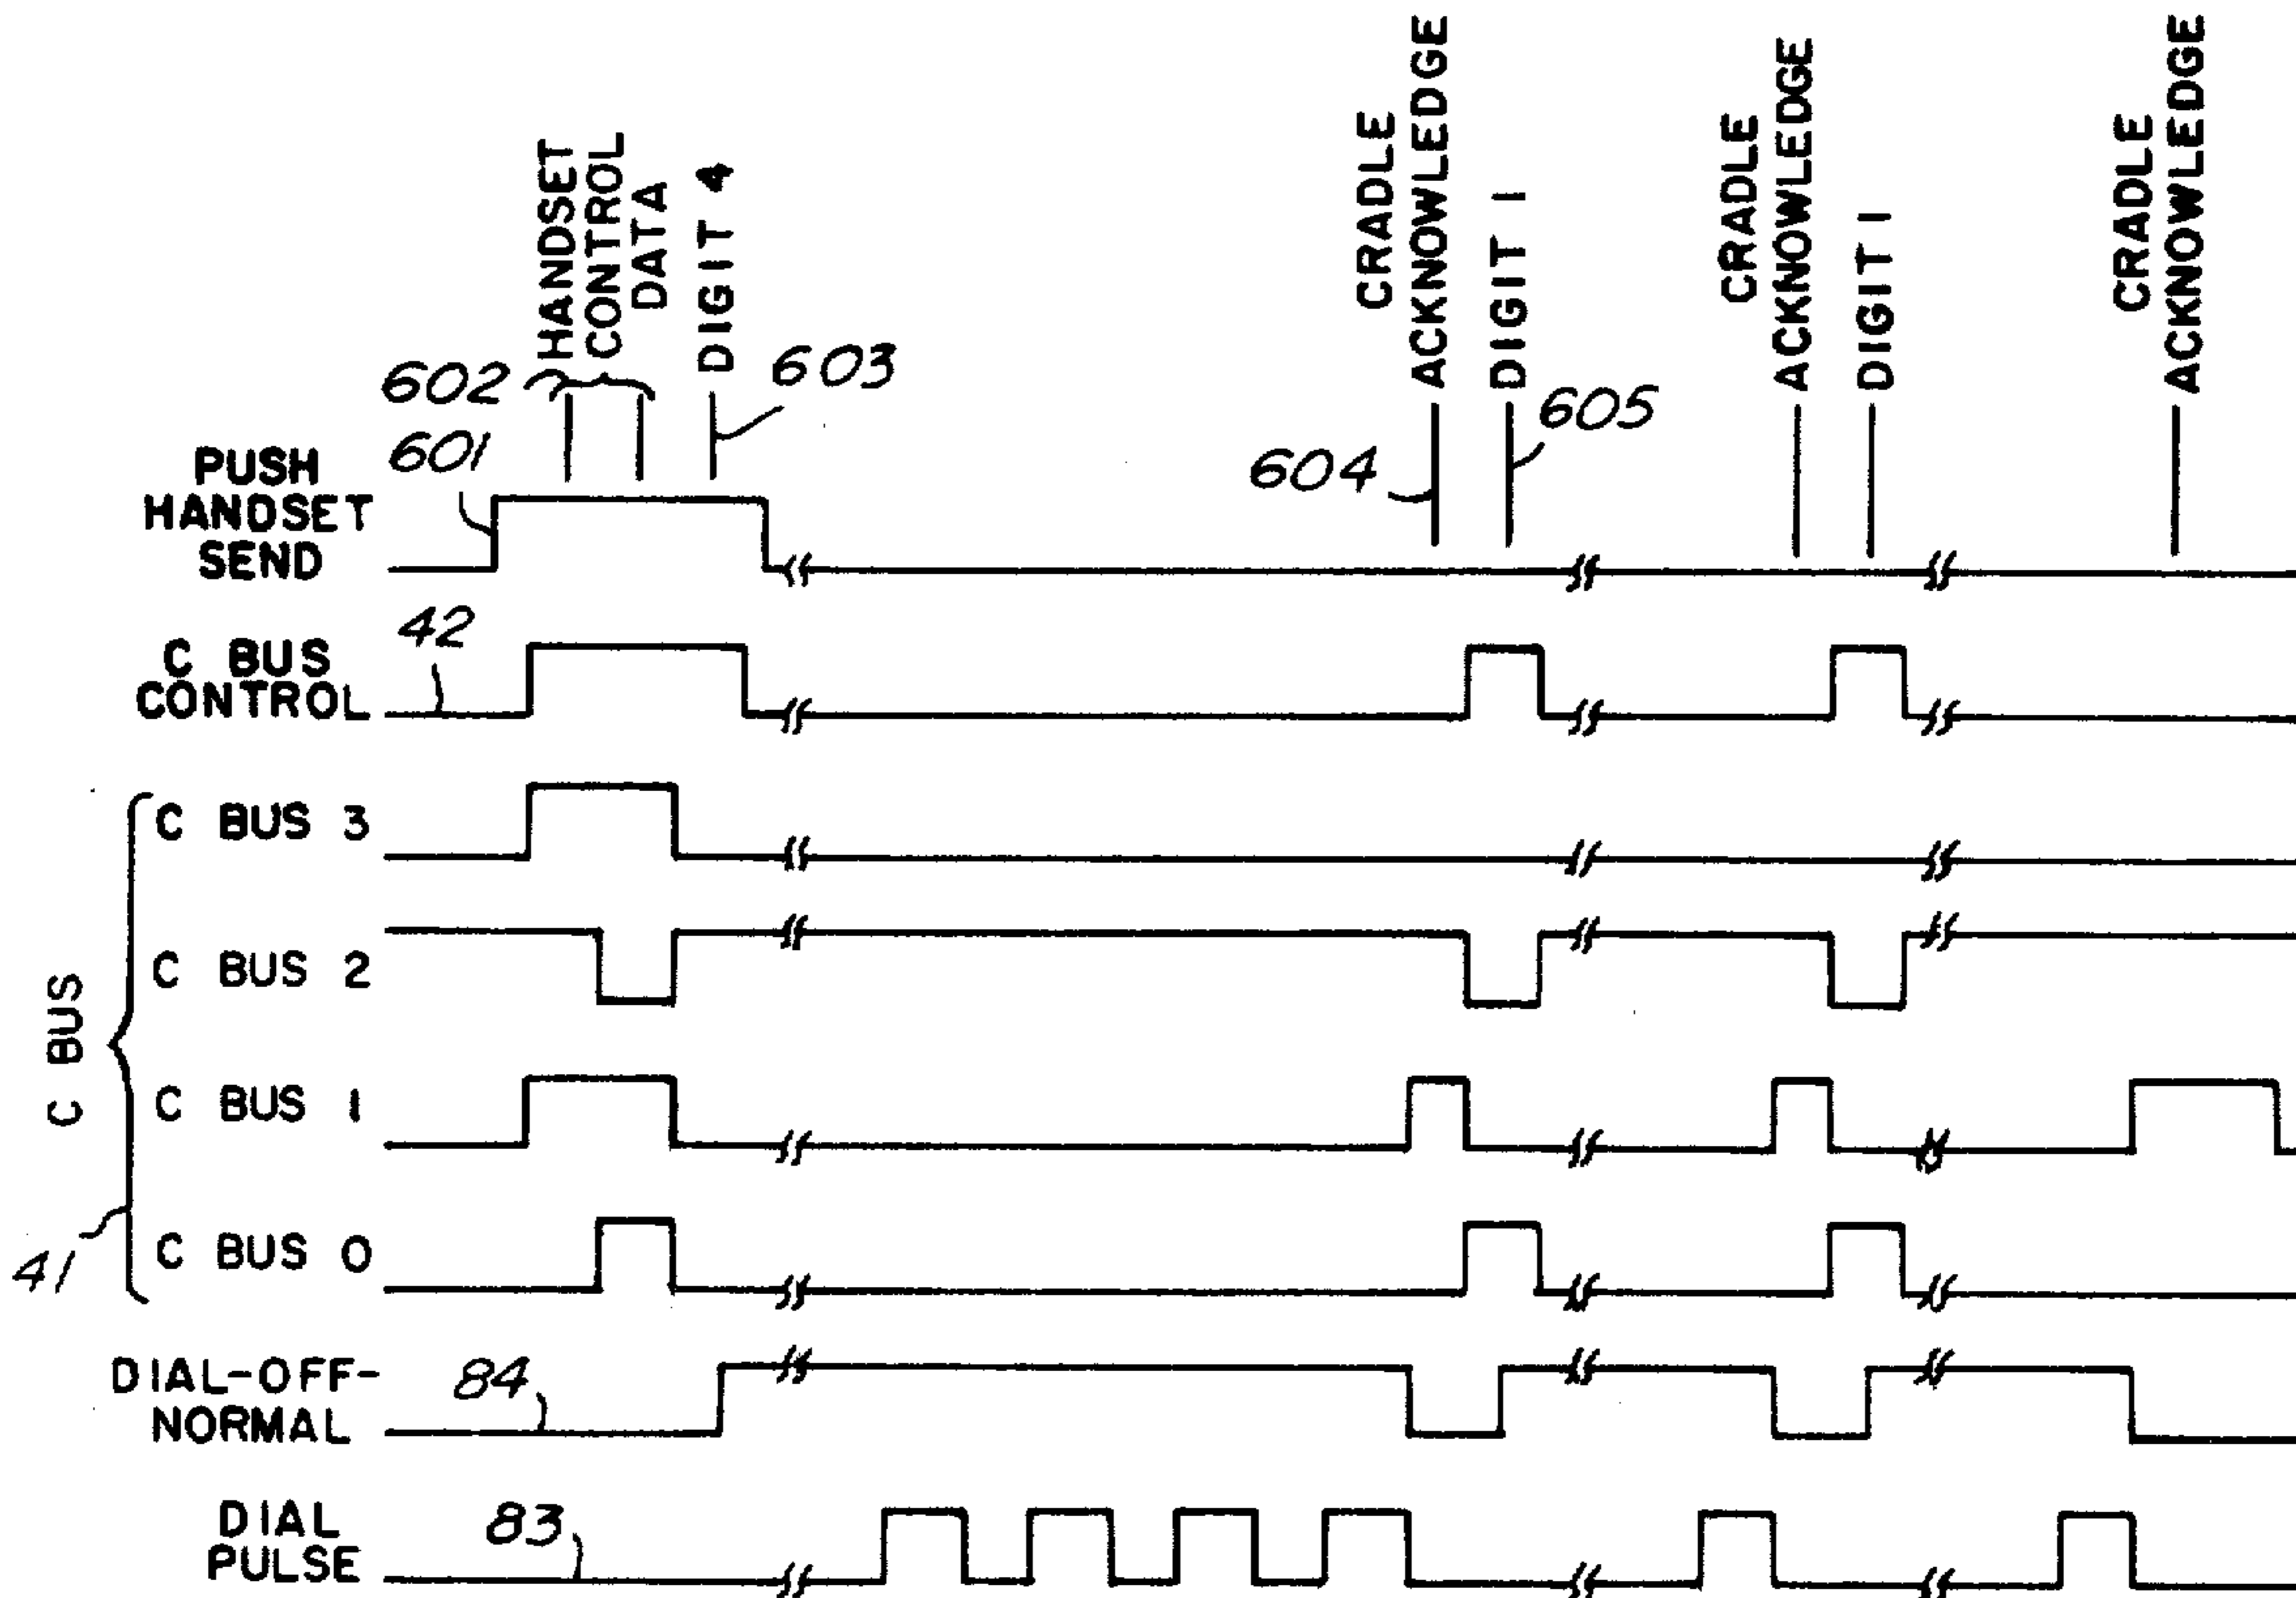 HANDSET
CONTROL
DATA
DIGIT 4
CRADLE
ACKNOWLEDGE
DIGIT 1
CRADLE
ACKNOWLEDGE
DIGIT 1
CRADLE
ACKNOWLEDGE
602
603
601
604
605
PUSH
HANDSET
SEND
42
C BUS
CONTROL
C BUS 3
C BUS 2
C BUS
C BUS 1
C BUS 0
41
DIAL-OFF-
NORMAL
84
DIAL
PULSE
83